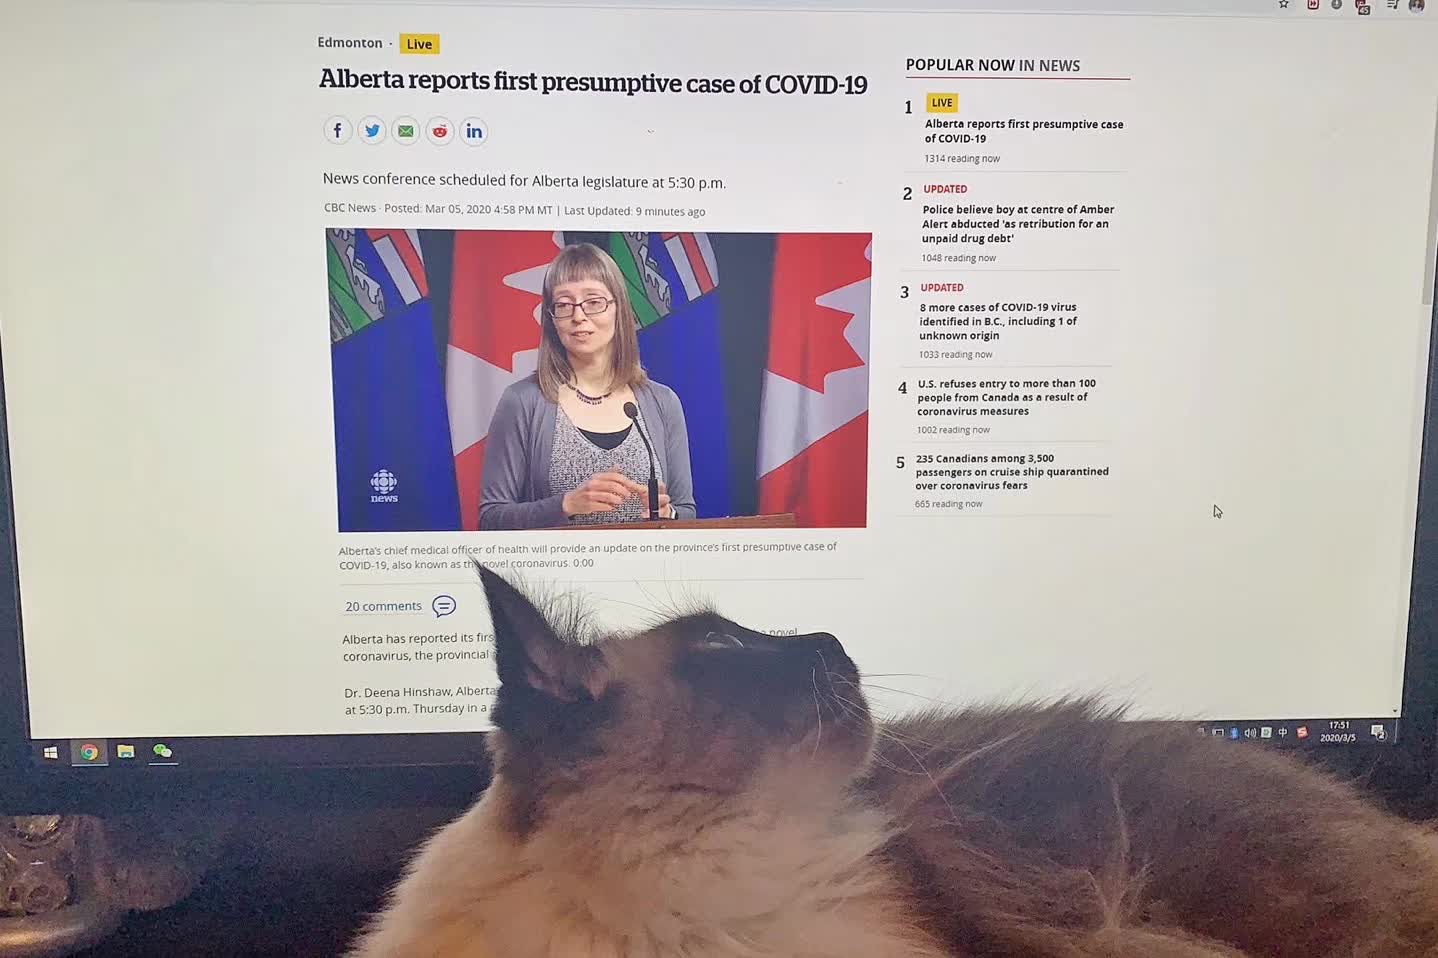 Edmonton · Live
Alberta reports first presumptive case of COVID-19
f in
News conference scheduled for Alberta legislature at 5:30 p.m.
CBC News · Posted: Mar 05, 2020 4:58 PM MT | Last Updated: 9 minutes ago
news
Alberta's chief medical officer of health will provide an update on the province's first presumptive case of
COVID-19, also known as the novel coronavirus. 0:00
20 comments
Alberta has reported its firs novel
coronavirus, the provincial
Dr. Deena Hinshaw, Alberta
at 5:30 p.m. Thursday in a
POPULAR NOW IN NEWS
1 LIVE
Alberta reports first presumptive case
of COVID-19
1314 reading now
2 UPDATED
Police believe boy at centre of Amber
Alert abducted 'as retribution for an
unpaid drug debt'
1048 reading now
3 UPDATED
8 more cases of COVID-19 virus
identified in B.C., including 1 of
unknown origin
1033 reading now
4 U.S. refuses entry to more than 100
people from Canada as a result of
coronavirus measures
1002 reading now
5 235 Canadians among 3,500
passengers on cruise ship quarantined
over coronavirus fears
665 reading now
45
中
17:51
2020/3/5
2